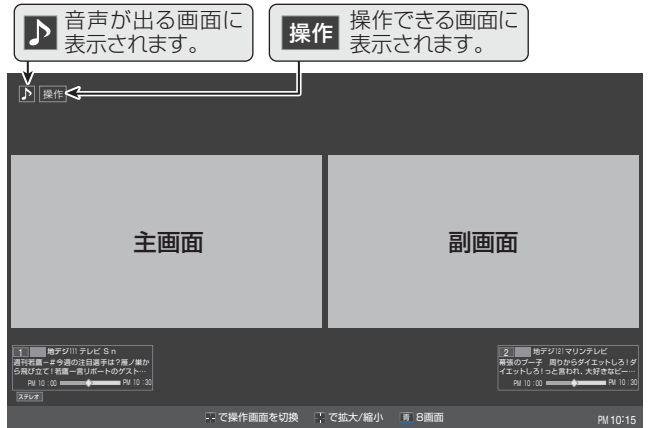 ♪ 音声が出る画面に
表示されます。
操作 操作できる画面に
表示されます。
♪ 操作
主画面
副画面
1 地デジ111 テレビSn
週刊若鷹－＃今週の注目選手は？雁ノ巣か
ら飛び立て！若鷹一言リポートのゲスト…
PM 10:00 PM 10:30
ステレオ
2 地デジ121 マリンテレビ
幕張のブー子 周りからダイエットしろ！ダ
イエットしろ！っと言われ、大好きなビー…
PM 10:00 PM 10:30
で操作画面を切換 で拡大/縮小 青 8画面
PM 10:15